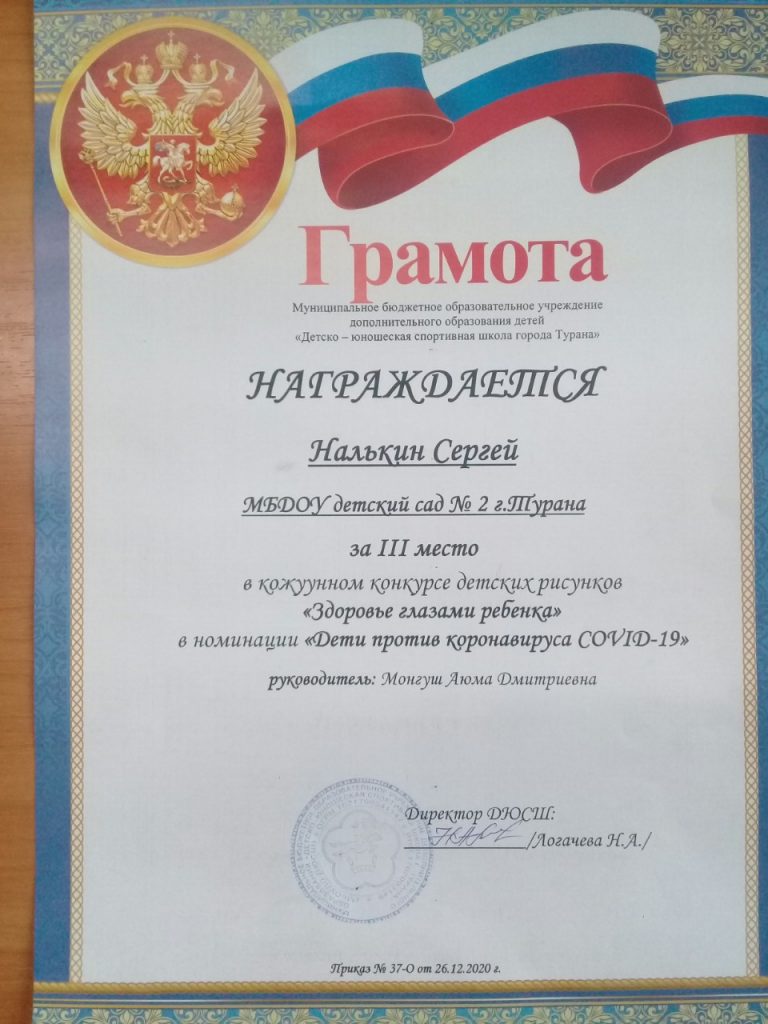 Грамота
Муниципальное бюджетное образовательное учреждение
дополнительного образования детей
«Детско – юношеская спортивная школа города Турана»
НАГРАЖДАЕТСЯ
Налькин Сергей
МБДОУ детский сад № 2 г.Турана
за III место
в кожуунном конкурсе детских рисунков
«Здоровье глазами ребенка»
в номинации «Дети против коронавируса COVID-19»
руководитель: Монгуш Аюма Дмитриевна
Директор ДЮСШ:
/Логачева Н.А./
Приказ № 37-О от 26.12.2020 г.